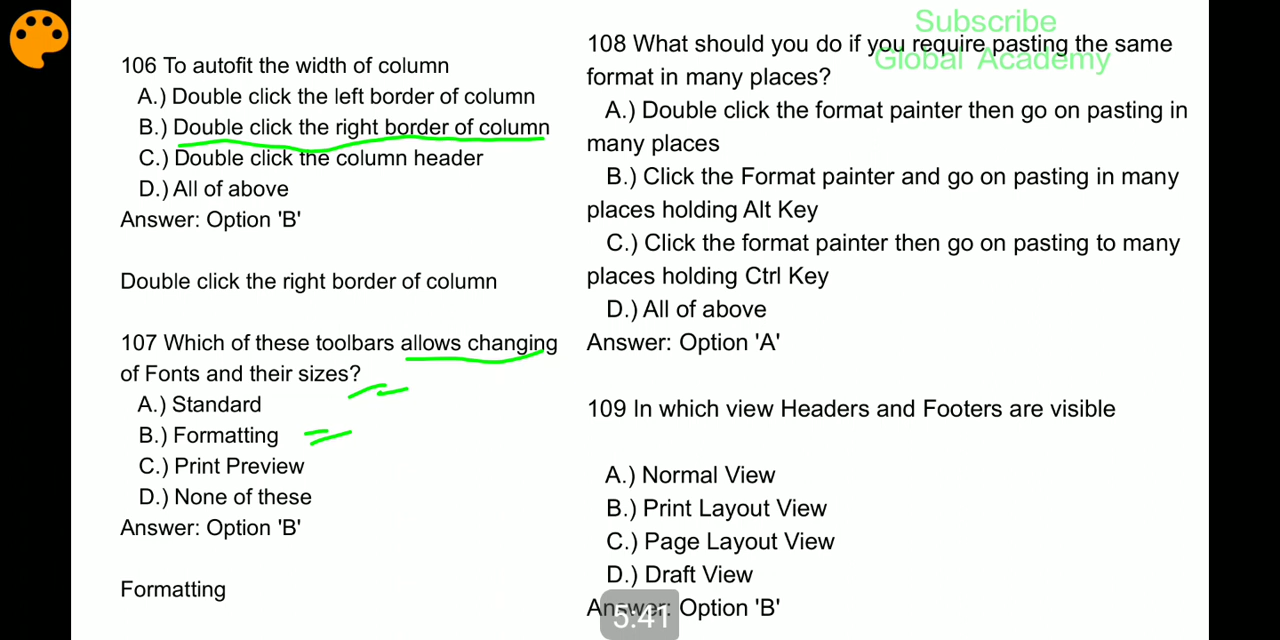 106 To autofit the width of column
A.) Double click the left border of column
B.) Double click the right border of column
C.) Double click the column header
D.) All of above
Answer: Option 'B'
Double click the right border of column
107 Which of these toolbars allows changing
of Fonts and their sizes?
A.) Standard
B.) Formatting
C.) Print Preview
D.) None of these
Answer: Option 'B'
Formatting
Subscribe
Global Academy
108 What should you do if you require pasting the same
format in many places?
A.) Double click the format painter then go on pasting in
many places
B.) Click the Format painter and go on pasting in many
places holding Alt Key
C.) Click the format painter then go on pasting to many
places holding Ctrl Key
D.) All of above
Answer: Option 'A'
109 In which view Headers and Footers are visible
A.) Normal View
B.) Print Layout View
C.) Page Layout View
D.) Draft View
Answer: Option 'B'
5:41